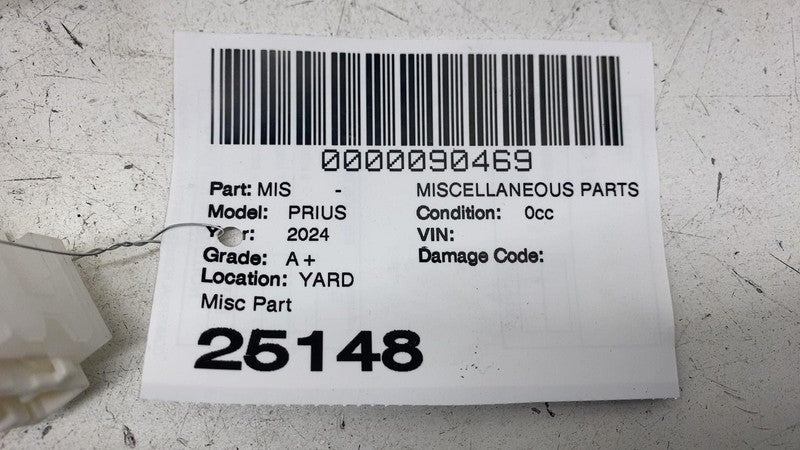 0000090469
Part: MIS - MISCELLANEOUS PARTS
Model: PRIUS Condition: 0cc
Year: 2024 VIN:
Grade: A+ Damage Code:
Location: YARD
Misc Part
25148